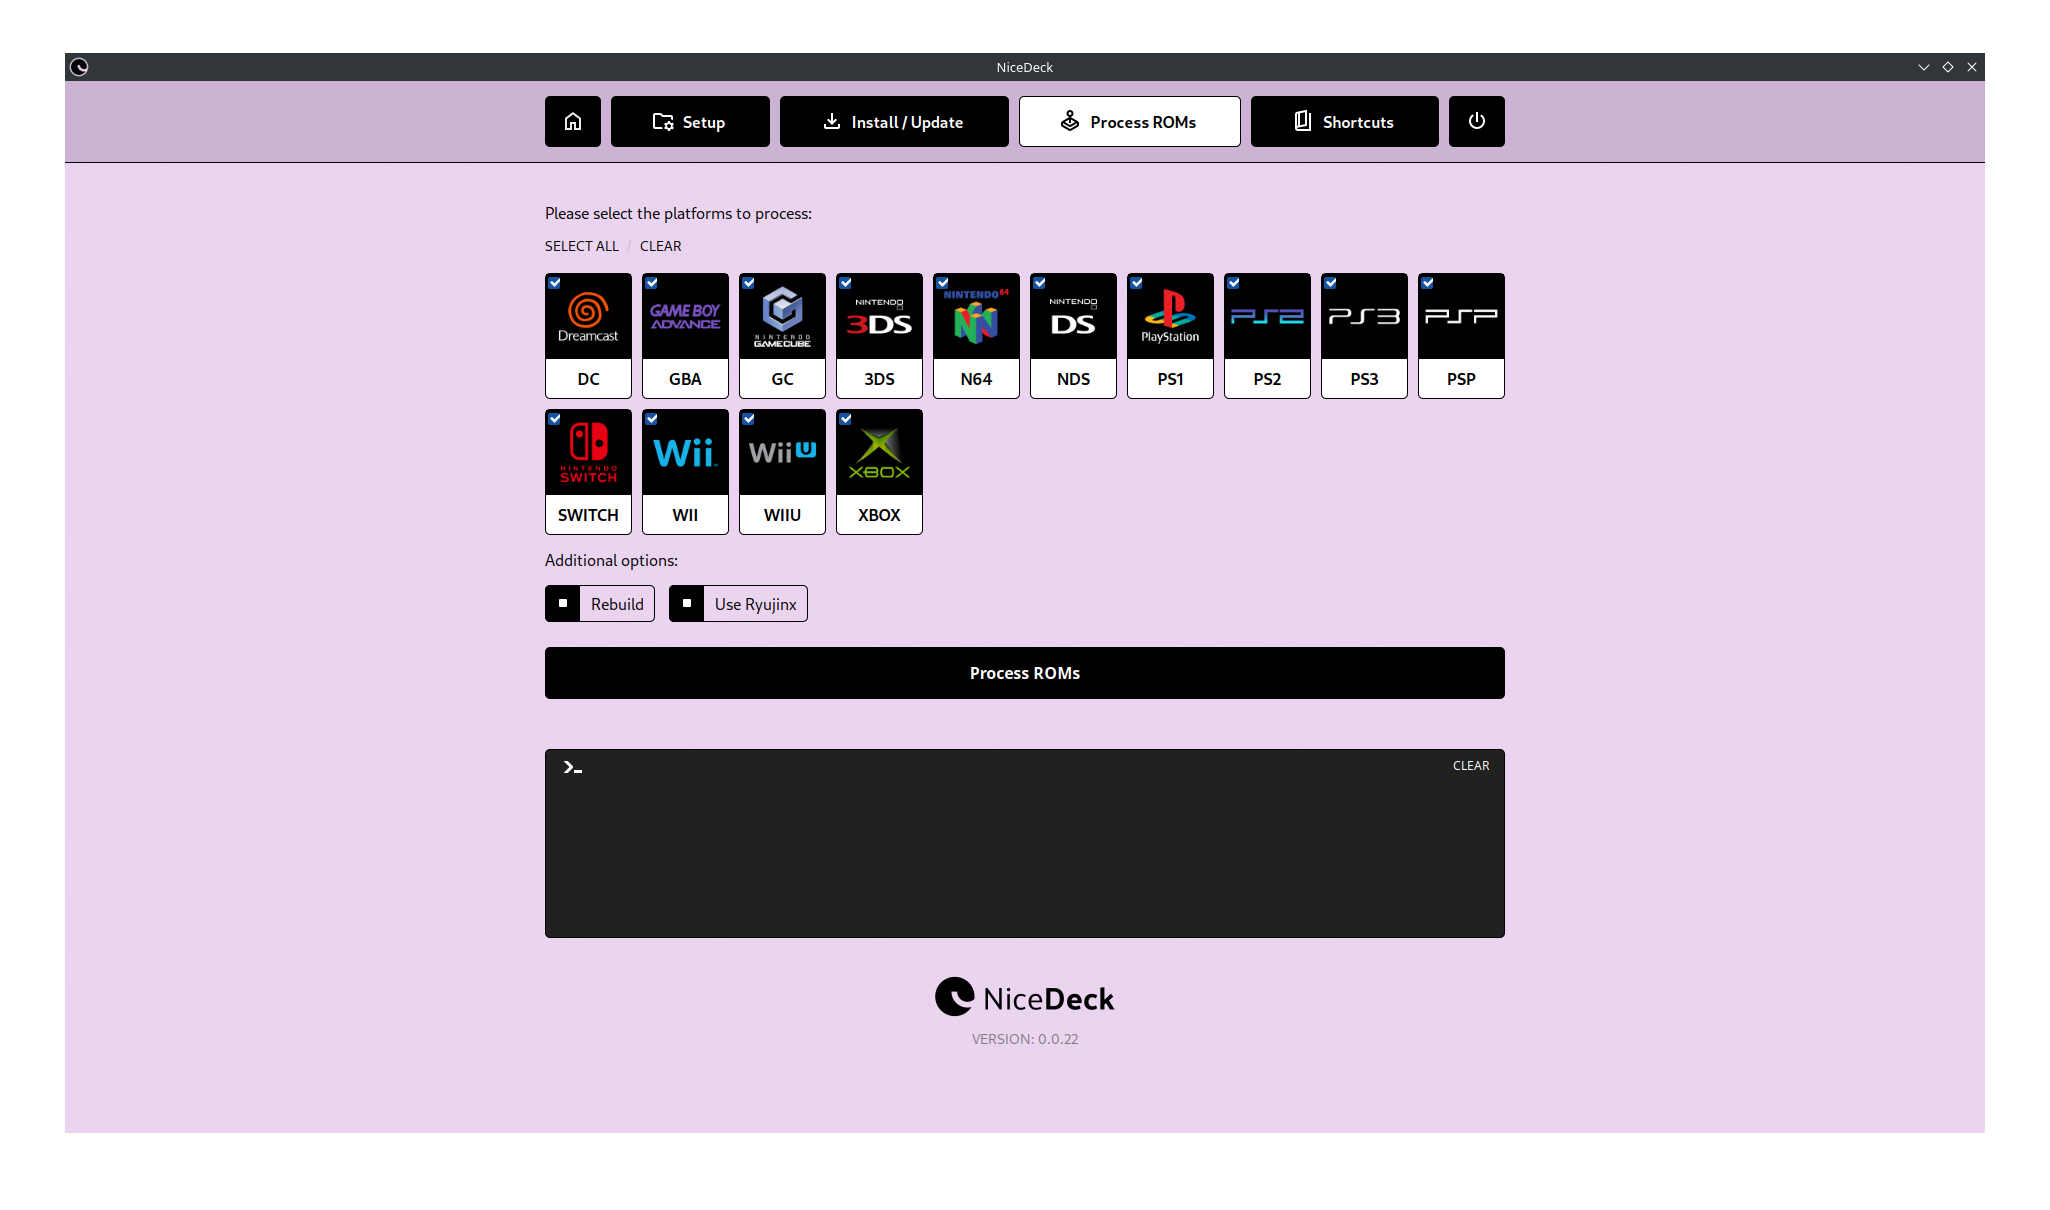 NiceDeck
Setup
Install / Update
Process ROMs
Shortcuts
Please select the platforms to process:
SELECT ALL / CLEAR
Dreamcast
GAME BOY
ADVANCE
NINTENDO
GAMECUBE
NINTENDO
3DS
NINTENDO 64
NINTENDO
DS
PlayStation
PS2
PS3
PSP
DC
GBA
GC
3DS
N64
NDS
PS1
PS2
PS3
PSP
NINTENDO
SWITCH
Wii™
Wii U
XBOX
SWITCH
WII
WIIU
XBOX
Additional options:
Rebuild
Use Ryujinx
Process ROMs
>_
CLEAR
NiceDeck
VERSION: 0.0.22